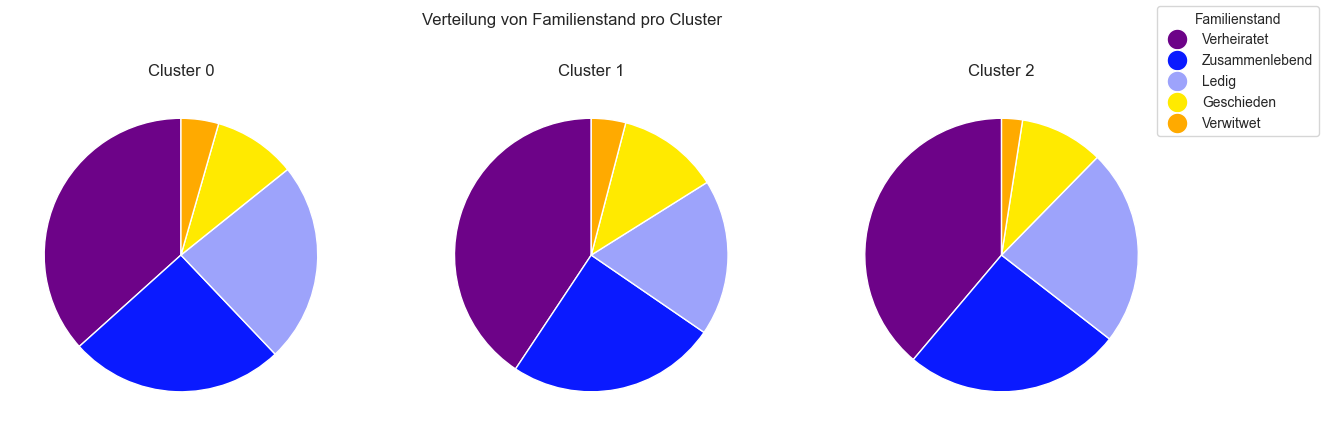 Verteilung von Familienstand pro Cluster
Familienstand
Verheiratet
Zusammenlebend
Ledig
Geschieden
Verwitwet
Cluster 0
Cluster 1
Cluster 2